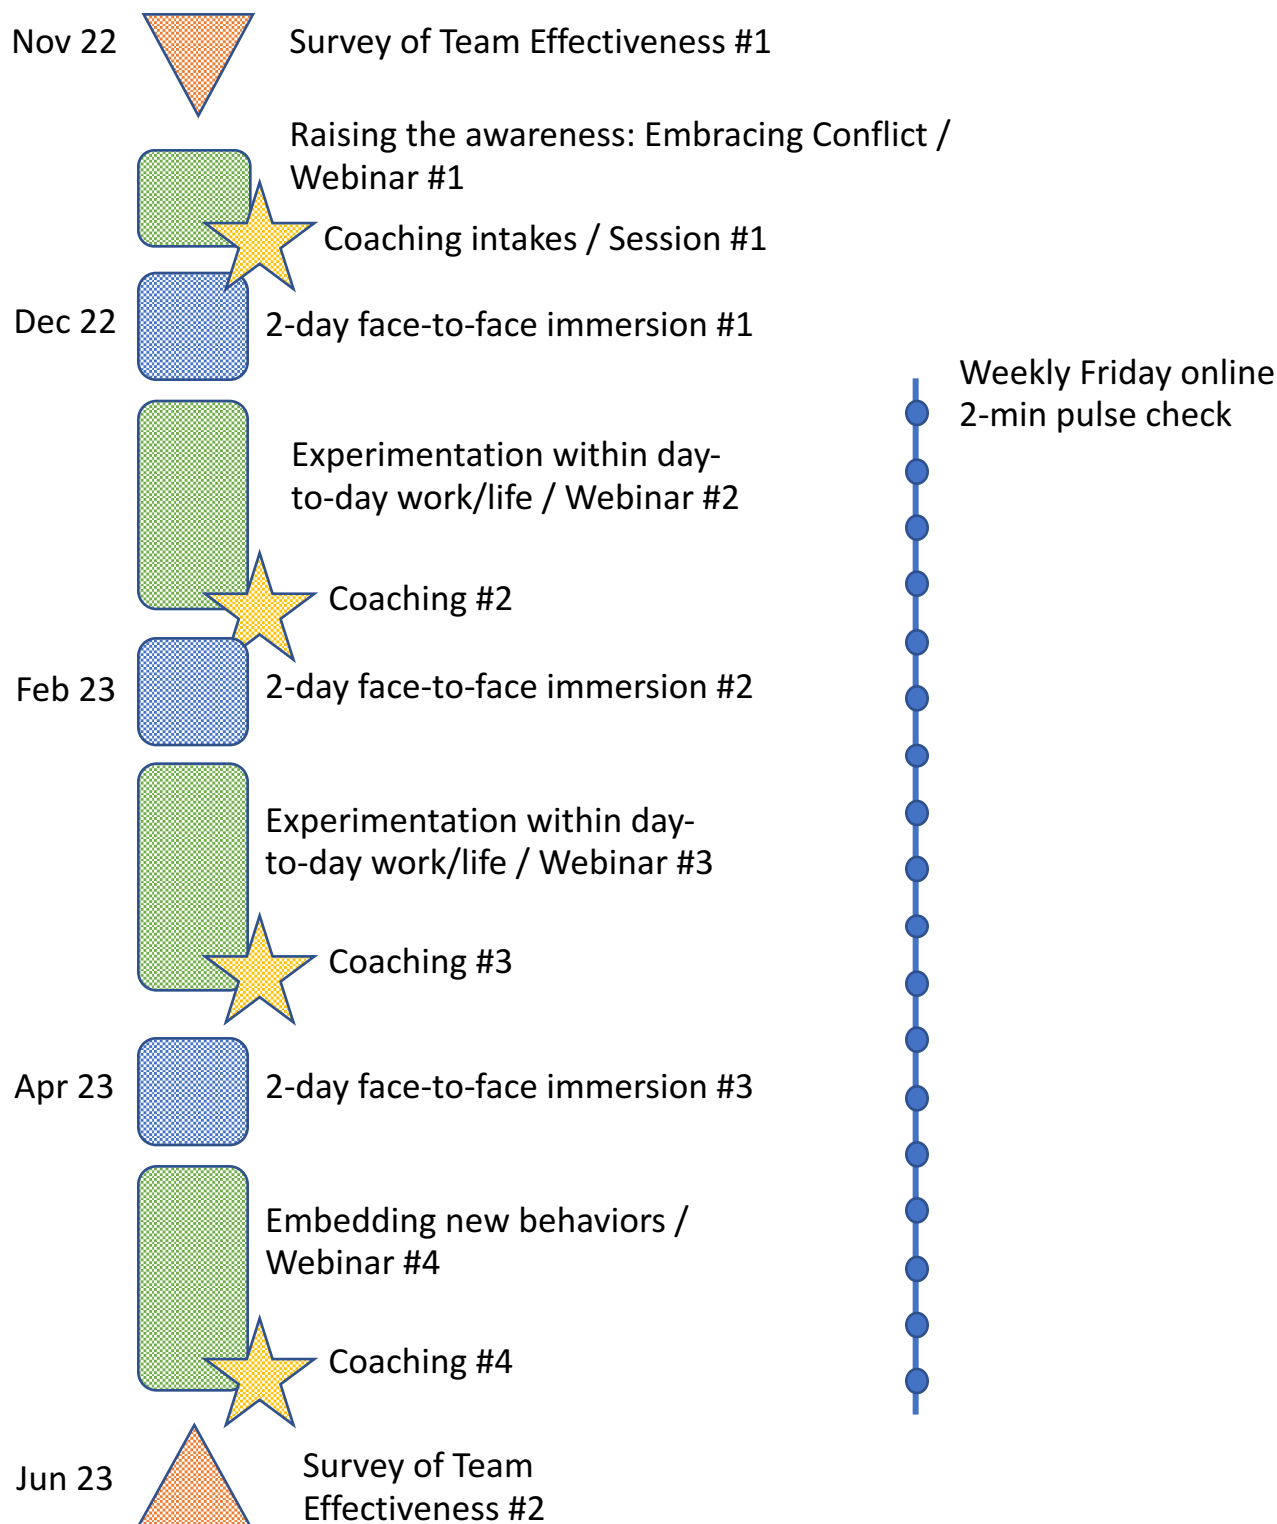 Nov 22
Survey of Team Effectiveness #1
Raising the awareness: Embracing Conflict /
Webinar #1
Coaching intakes / Session #1
Dec 22
2-day face-to-face immersion #1
Weekly Friday online
2-min pulse check
Experimentation within day-
to-day work/life / Webinar #2
Coaching #2
Feb 23
2-day face-to-face immersion #2
Experimentation within day-
to-day work/life / Webinar #3
Coaching #3
Apr 23
2-day face-to-face immersion #3
Embedding new behaviors /
Webinar #4
Coaching #4
Jun 23
Survey of Team
Effectiveness #2